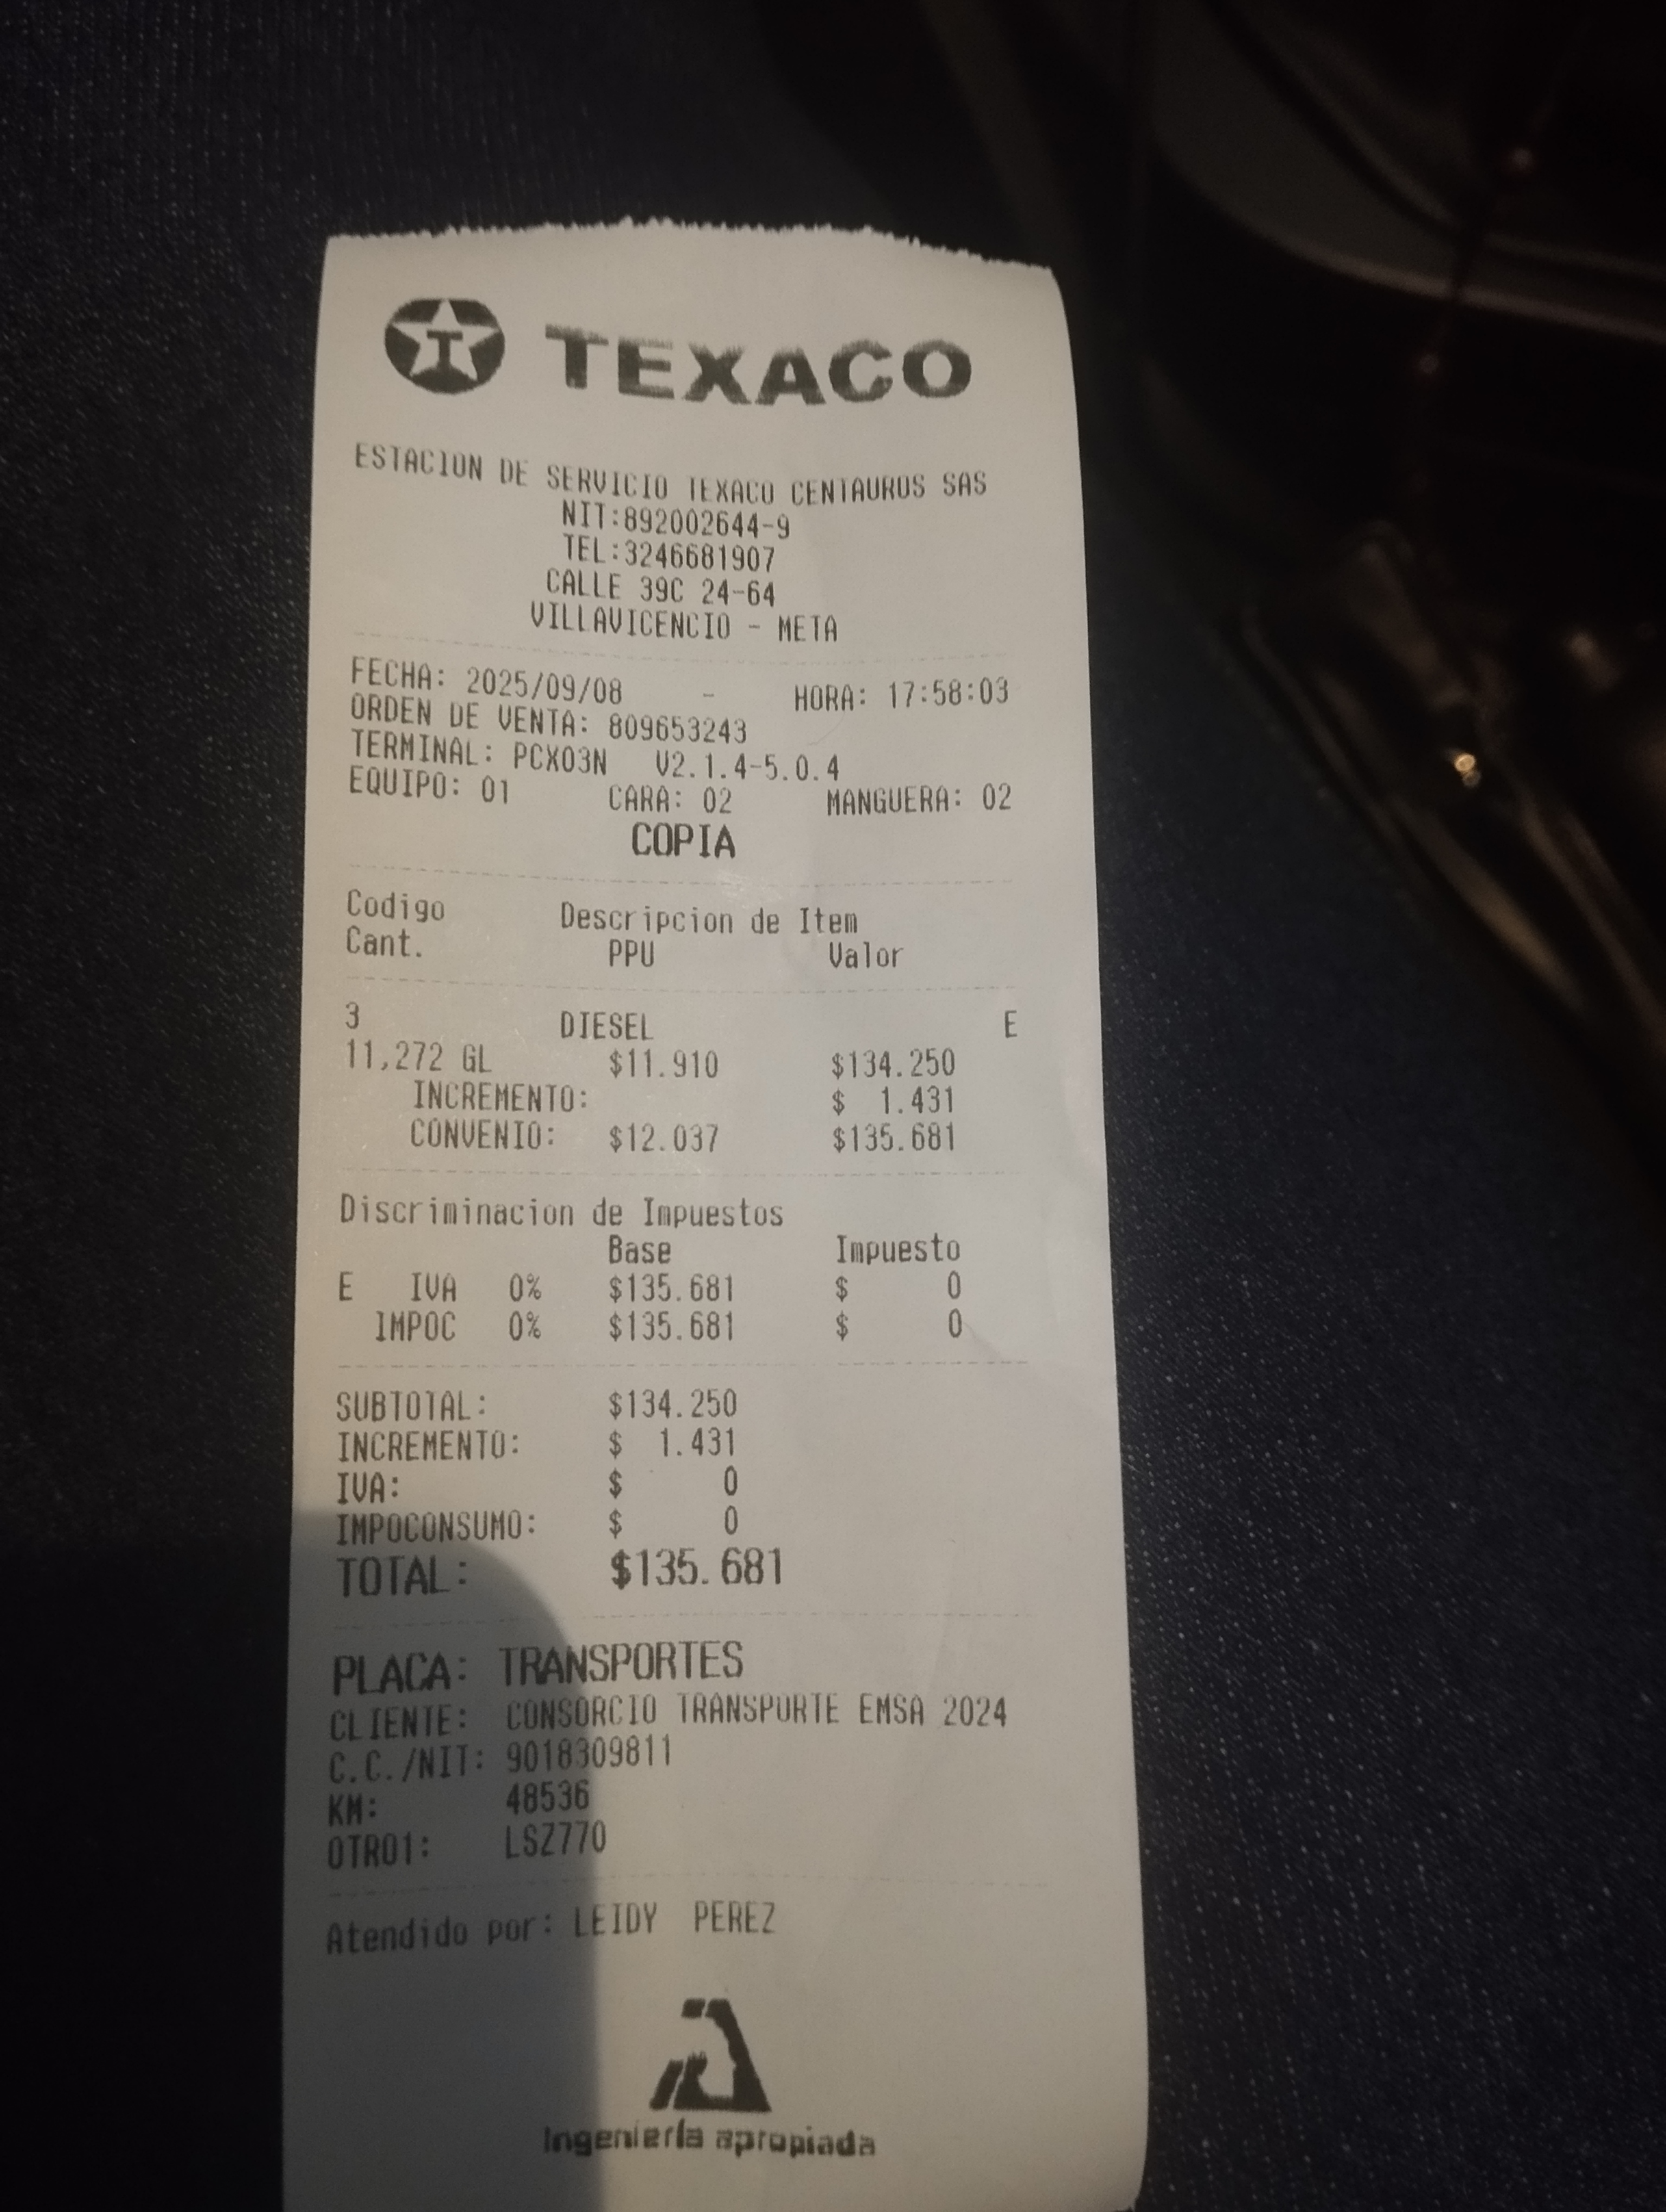 TEXACO
ESTACION DE SERVICIO TEXACO CENTAUROS SAS
NIT:892002644-9
TEL:3246681907
CALLE 39C 24-64
VILLAVICENCIO - META
FECHA: 2025/09/08 - HORA: 17:58:03
ORDEN DE VENTA: 809653243
TERMINAL: PCX03N V2.1.4-5.0.4
EQUIPO: 01 CARA: 02 MANGUERA: 02
COPIA
Codigo Descripcion de Item
Cant. PPU Valor
3 DIESEL E
11,272 GL $11.910 $134.250
INCREMENTO: $ 1.431
CONVENIO: $12.037 $135.681
Discriminacion de Impuestos
Base Impuesto
E IVA 0% $135.681 $ 0
IMPOC 0% $135.681 $ 0
SUBTOTAL: $134.250
INCREMENTO: $ 1.431
IVA: $ 0
IMPOCONSUMO: $ 0
TOTAL: $135.681
PLACA: TRANSPORTES
CLIENTE: CONSORCIO TRANSPORTE EMSA 2024
C.C./NIT: 9018309811
KM: 48536
OTRO1: LSZ770
Atendido por: LEIDY PEREZ
Ingeniería apropiada